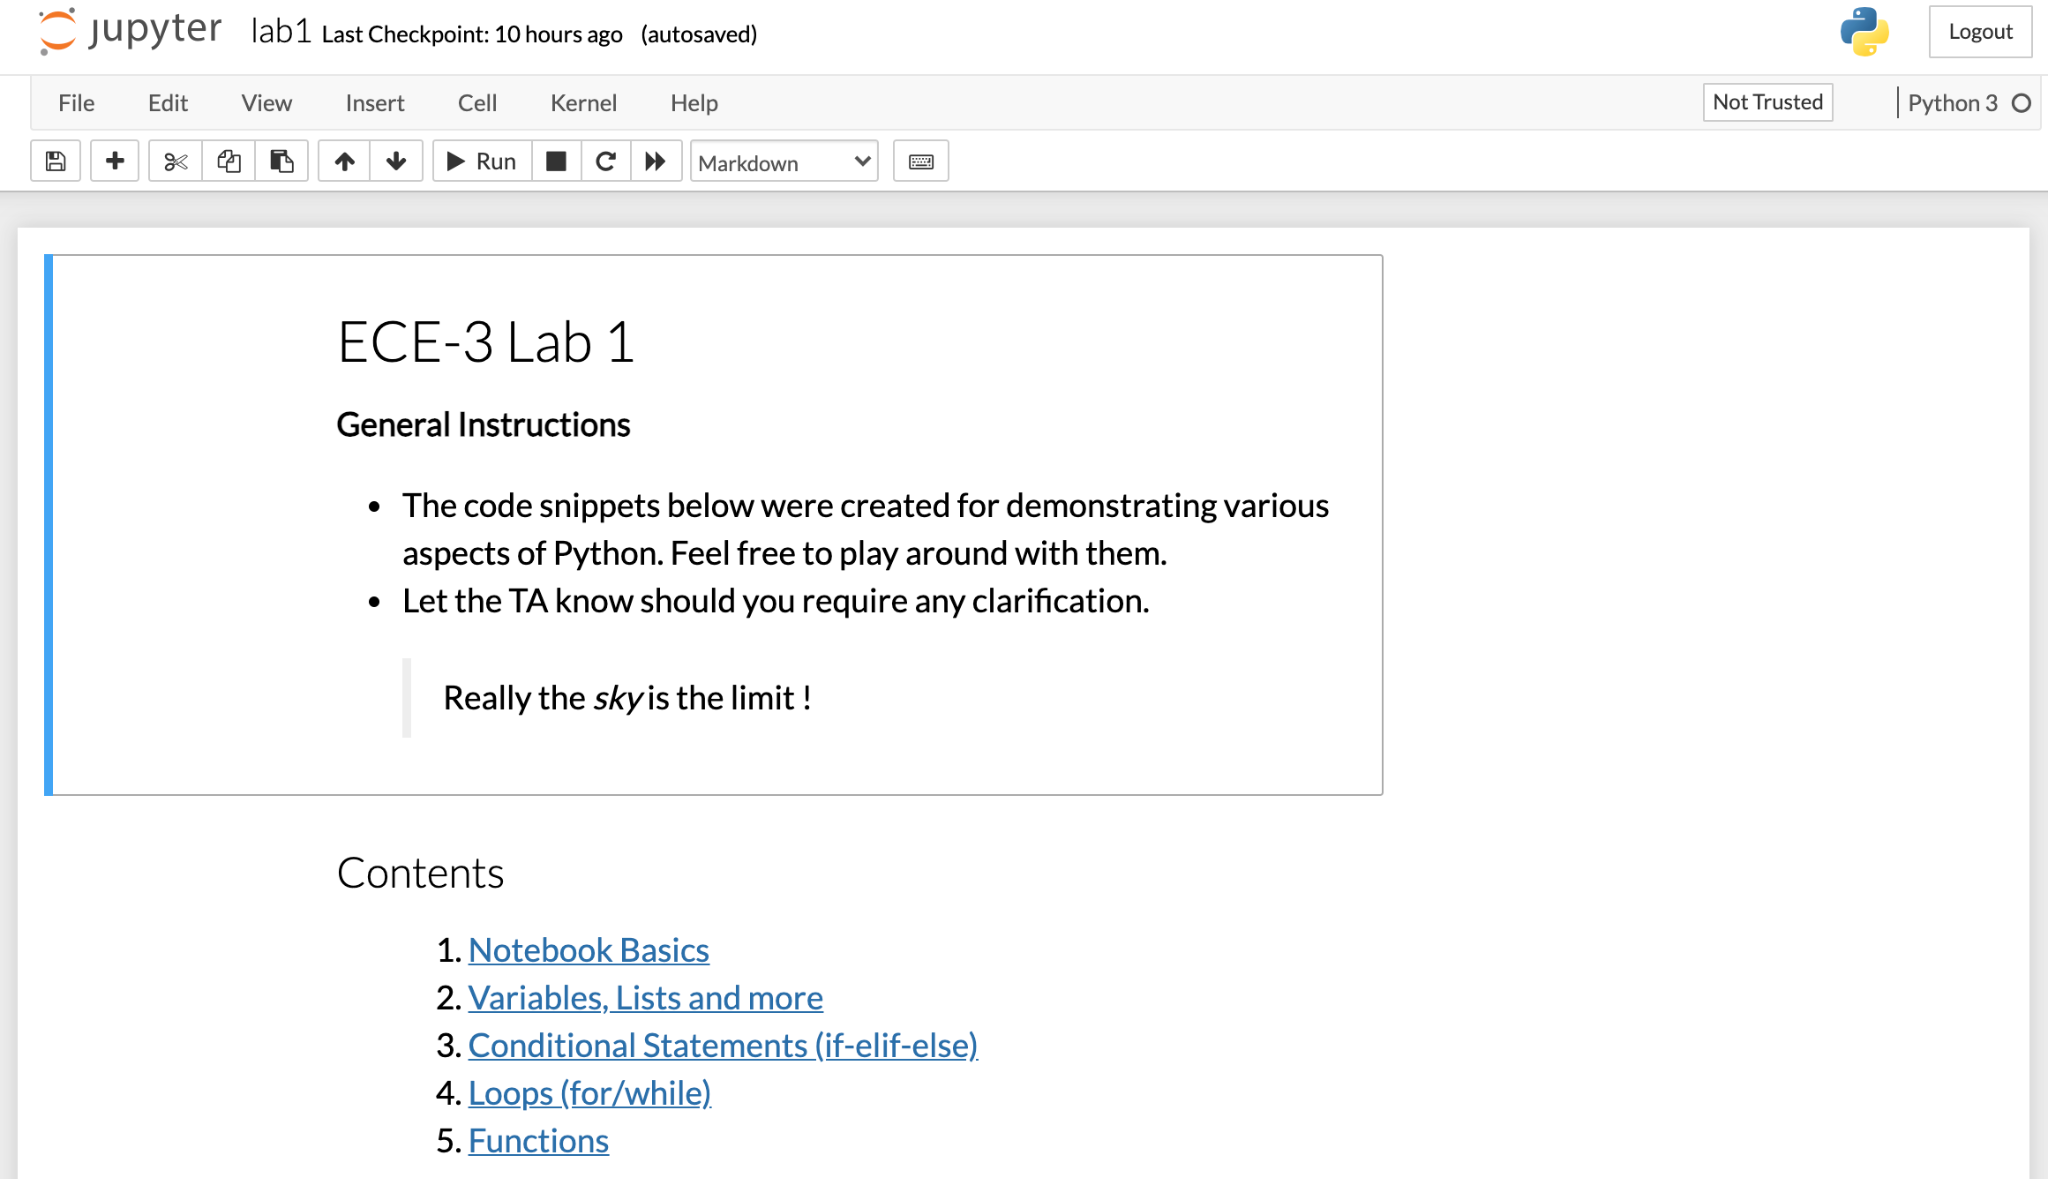 jupyter lab1 Last Checkpoint: 10 hours ago (autosaved) Logout
File Edit View Insert Cell Kernel Help Not Trusted Python 3
Run Markdown
ECE-3 Lab 1
General Instructions
• The code snippets below were created for demonstrating various
aspects of Python. Feel free to play around with them.
• Let the TA know should you require any clarification.
Really the sky is the limit !
Contents
1. Notebook Basics
2. Variables, Lists and more
3. Conditional Statements (if-elif-else)
4. Loops (for/while)
5. Functions